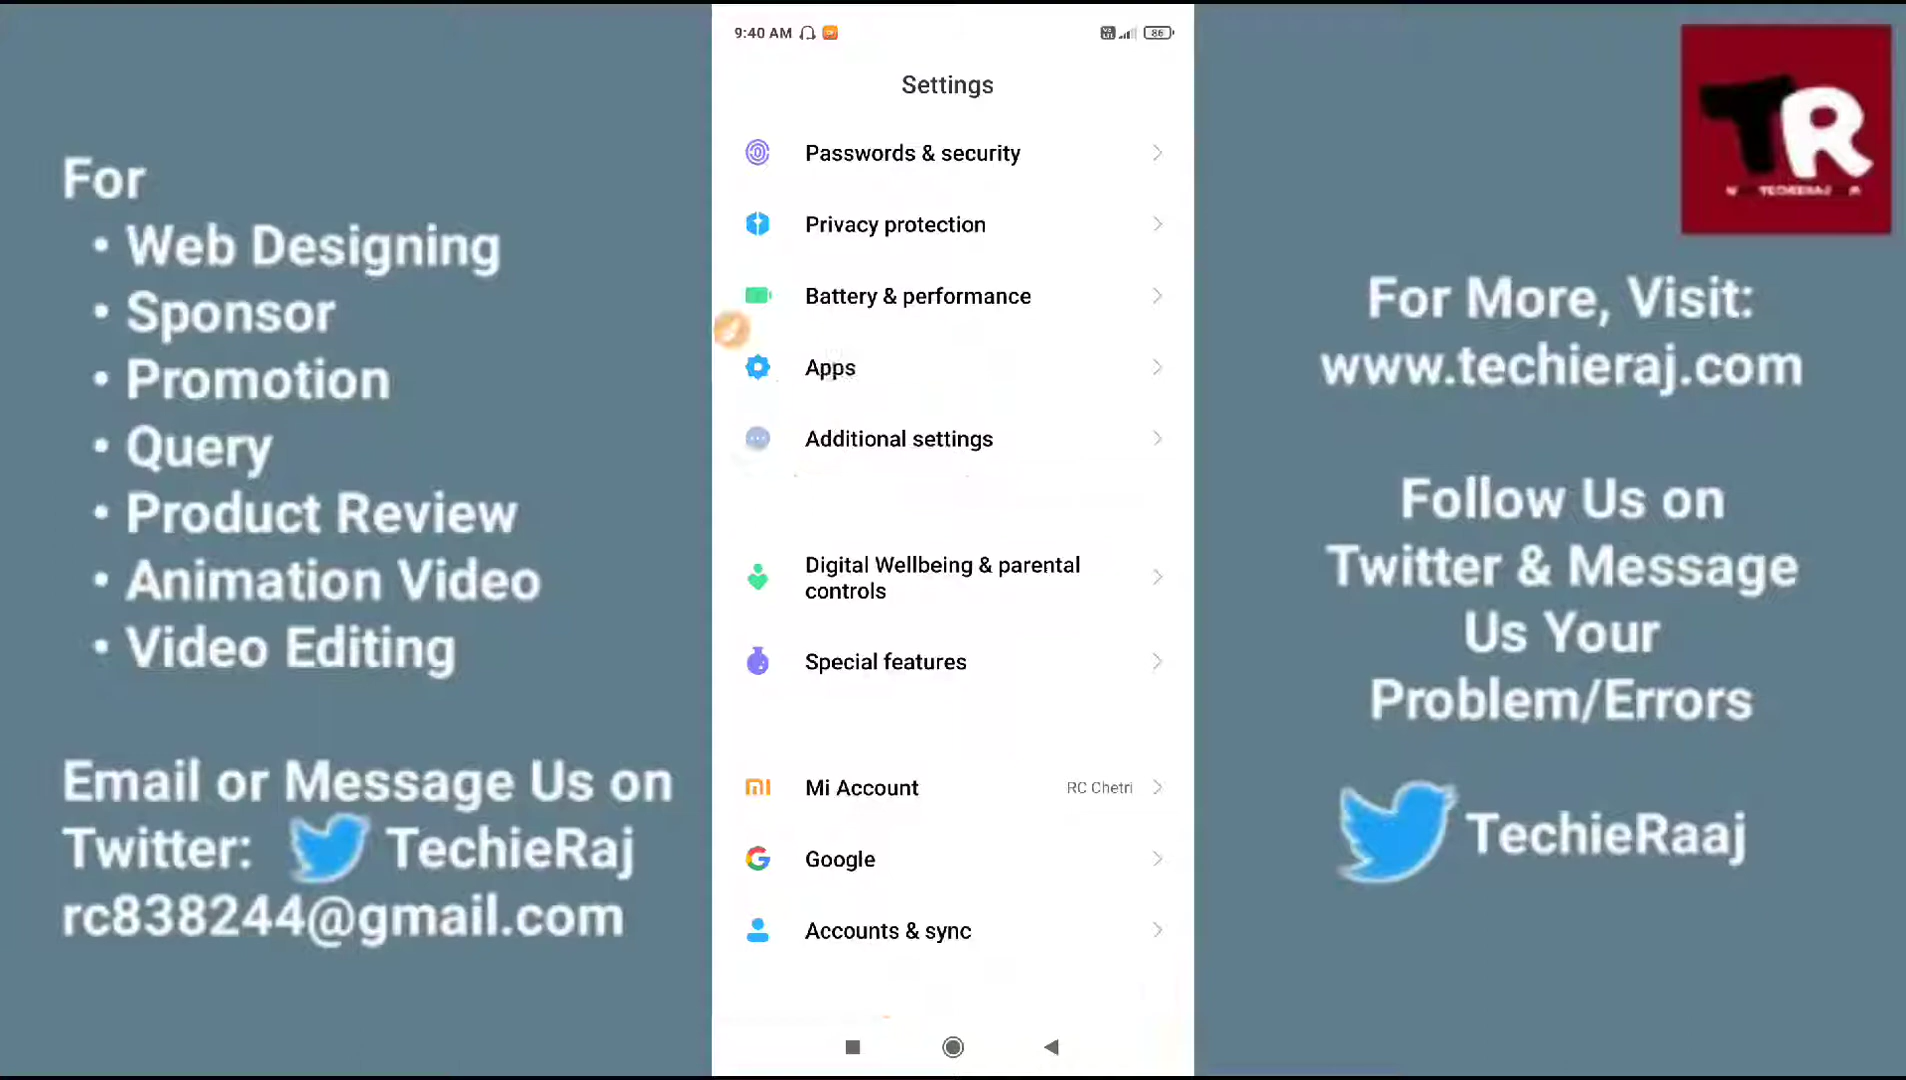 For
• Web Designing
• Sponsor
• Promotion
• Query
• Product Review
• Animation Video
• Video Editing
Email or Message Us on
Twitter: TechieRaj
rc838244@gmail.com
9:40 AM
86
Settings
Passwords & security
Privacy protection
Battery & performance
Apps
Additional settings
Digital Wellbeing & parental
controls
Special features
Mi Account RC Chetri
Google
Accounts & sync
TR
For More, Visit:
www.techieraj.com
Follow Us on
Twitter & Message
Us Your
Problem/Errors
TechieRaaj